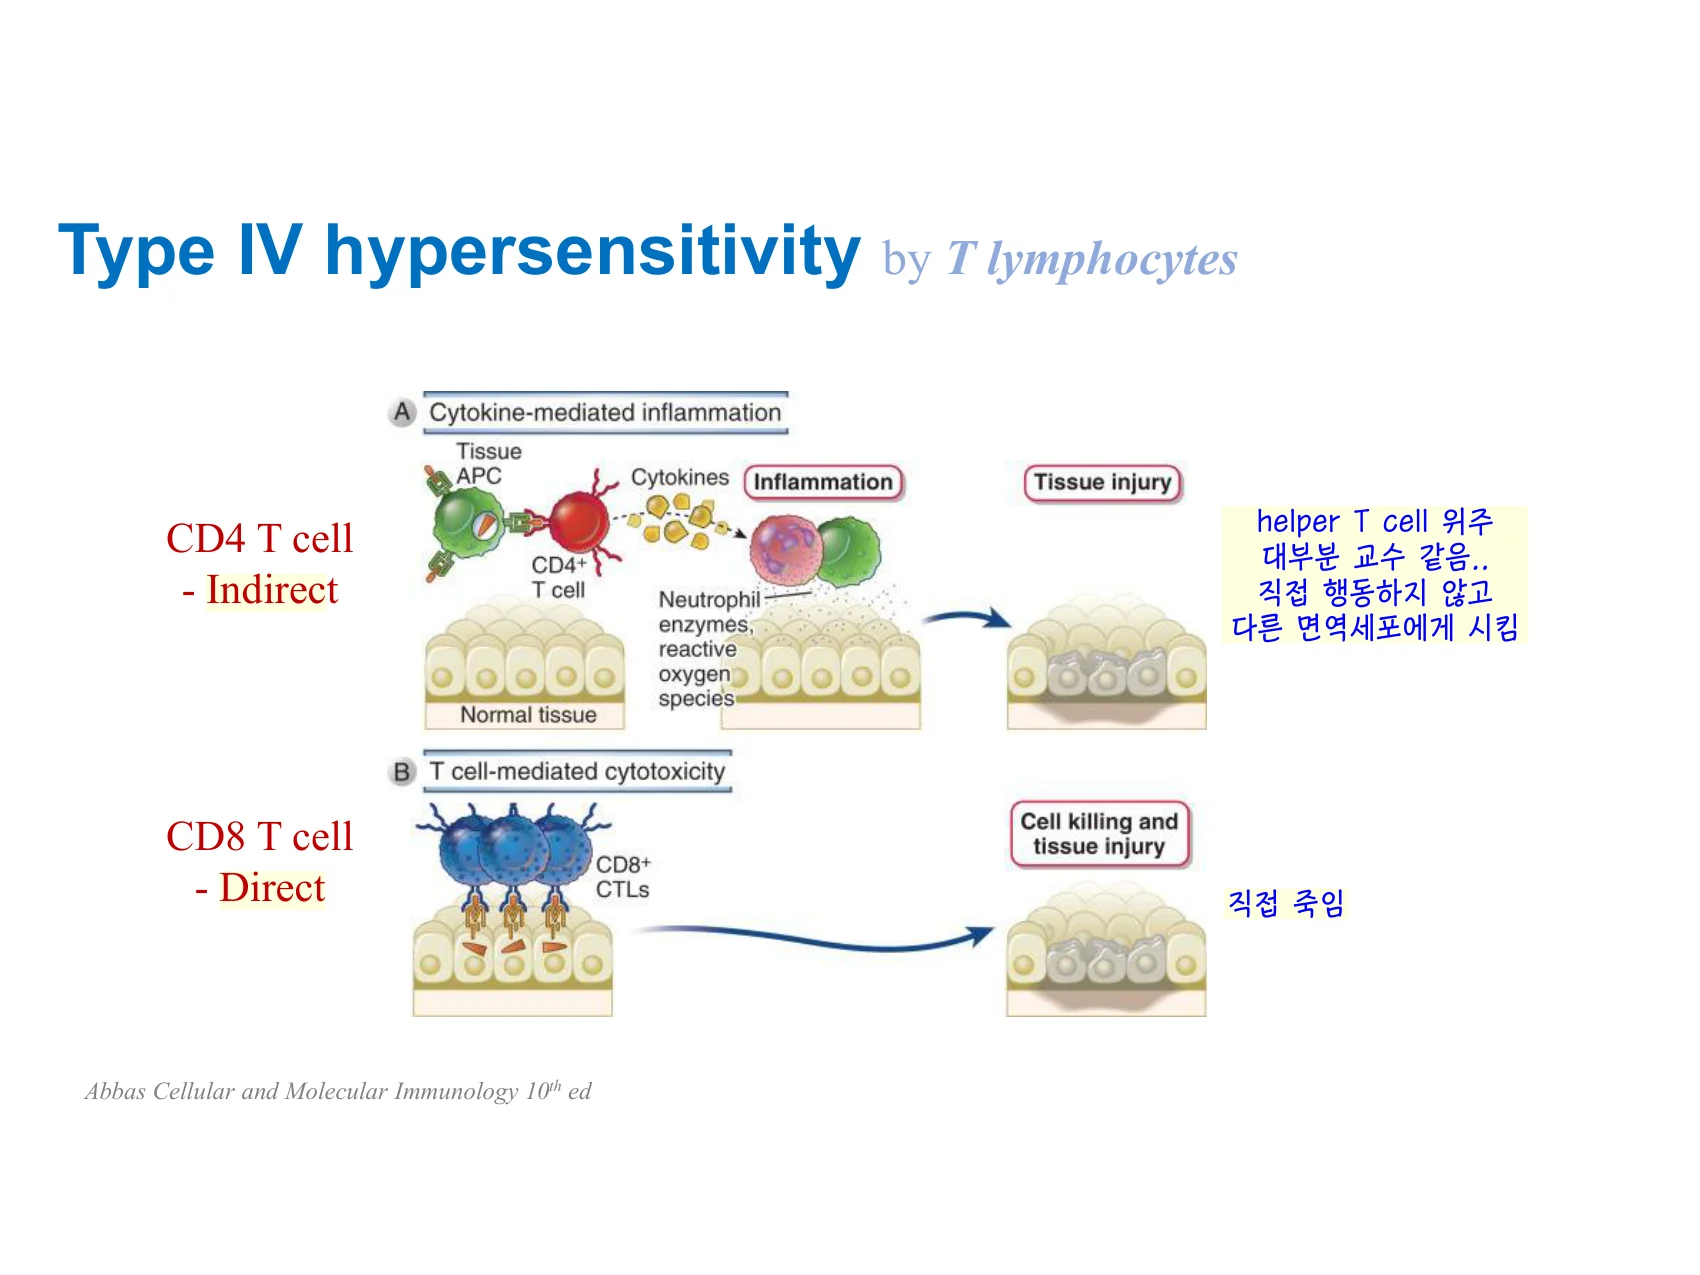 Type IV hypersensitivity by T lymphocytes
A Cytokine-mediated inflammation
Tissue
APC
Cytokines
Inflammation
Tissue injury
CD4 T cell
- Indirect
CD4+
T cell
Neutrophil
enzymes,
reactive
oxygen
species
Normal tissue
helper T cell 위주
대부분 교수 같음..
직접 행동하지 않고
다른 면역세포에게 시킴
B T cell-mediated cytotoxicity
CD8 T cell
- Direct
CD8+
CTLs
Cell killing and
tissue injury
직접 죽임
Abbas Cellular and Molecular Immunology 10th ed